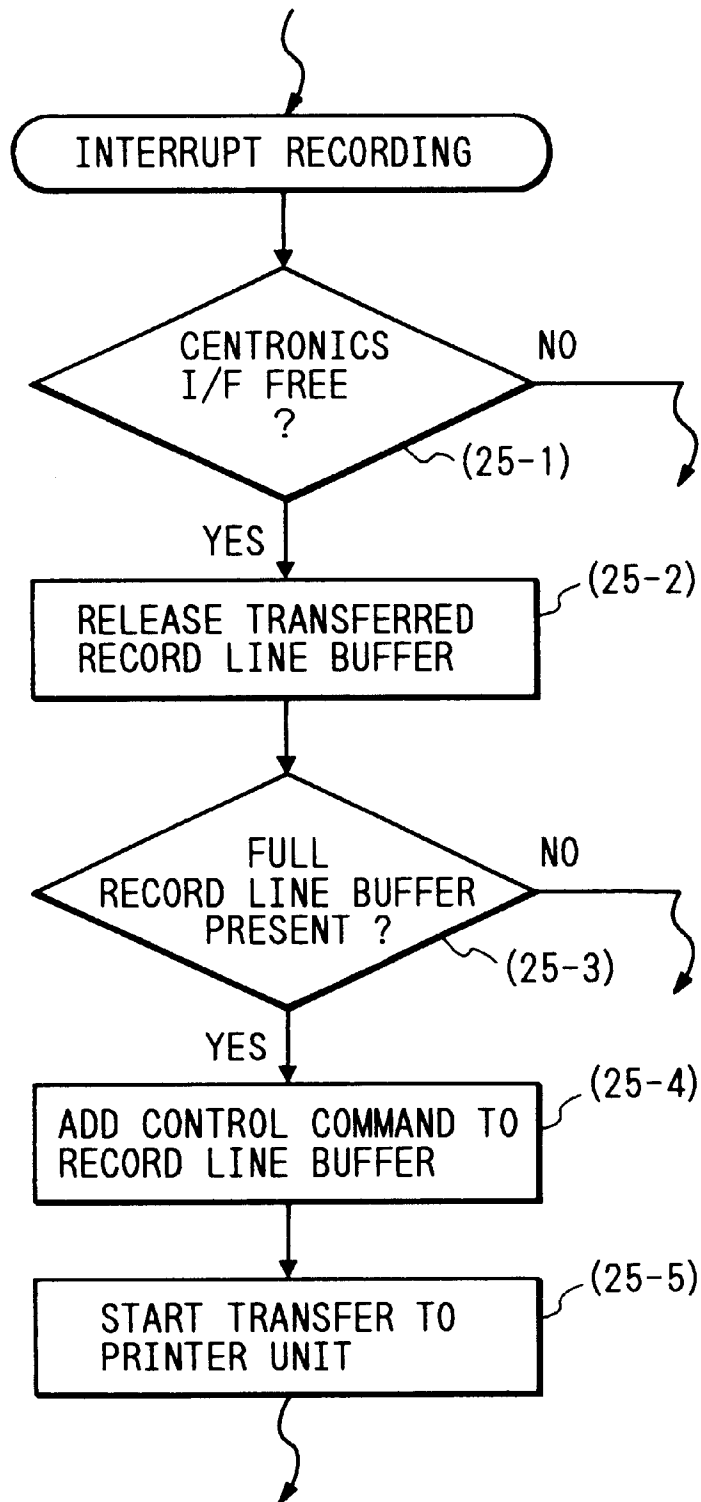 INTERRUPT RECORDING
CENTRONICS
I/F FREE
?
NO
(25-1)
YES
RELEASE TRANSFERRED
RECORD LINE BUFFER
(25-2)
FULL
RECORD LINE BUFFER
PRESENT ?
NO
(25-3)
YES
ADD CONTROL COMMAND TO
RECORD LINE BUFFER
(25-4)
START TRANSFER TO
PRINTER UNIT
(25-5)